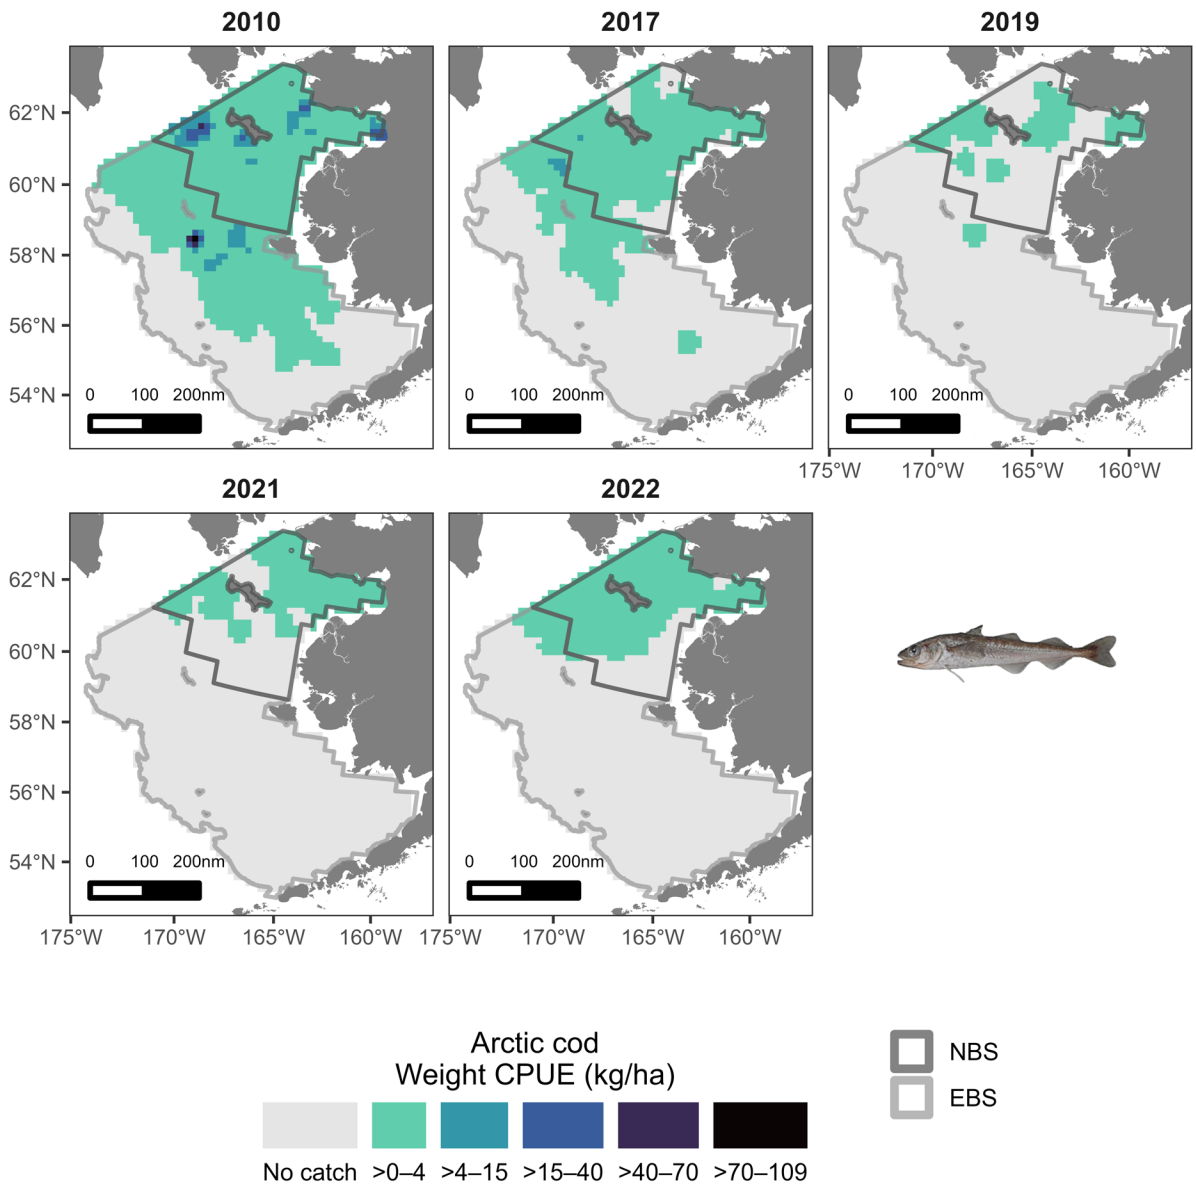 2010
2017
2019
62°N
60°N
58°N
56°N
54°N
0 100 200nm
0 100 200nm
0 100 200nm
175°W 170°W 165°W 160°W
2021
2022
62°N
60°N
58°N
56°N
54°N
0 100 200nm
0 100 200nm
175°W 170°W 165°W 160°W
175°W 170°W 165°W 160°W
Arctic cod
Weight CPUE (kg/ha)
No catch >0–4 >4–15 >15–40 >40–70 >70–109
NBS
EBS